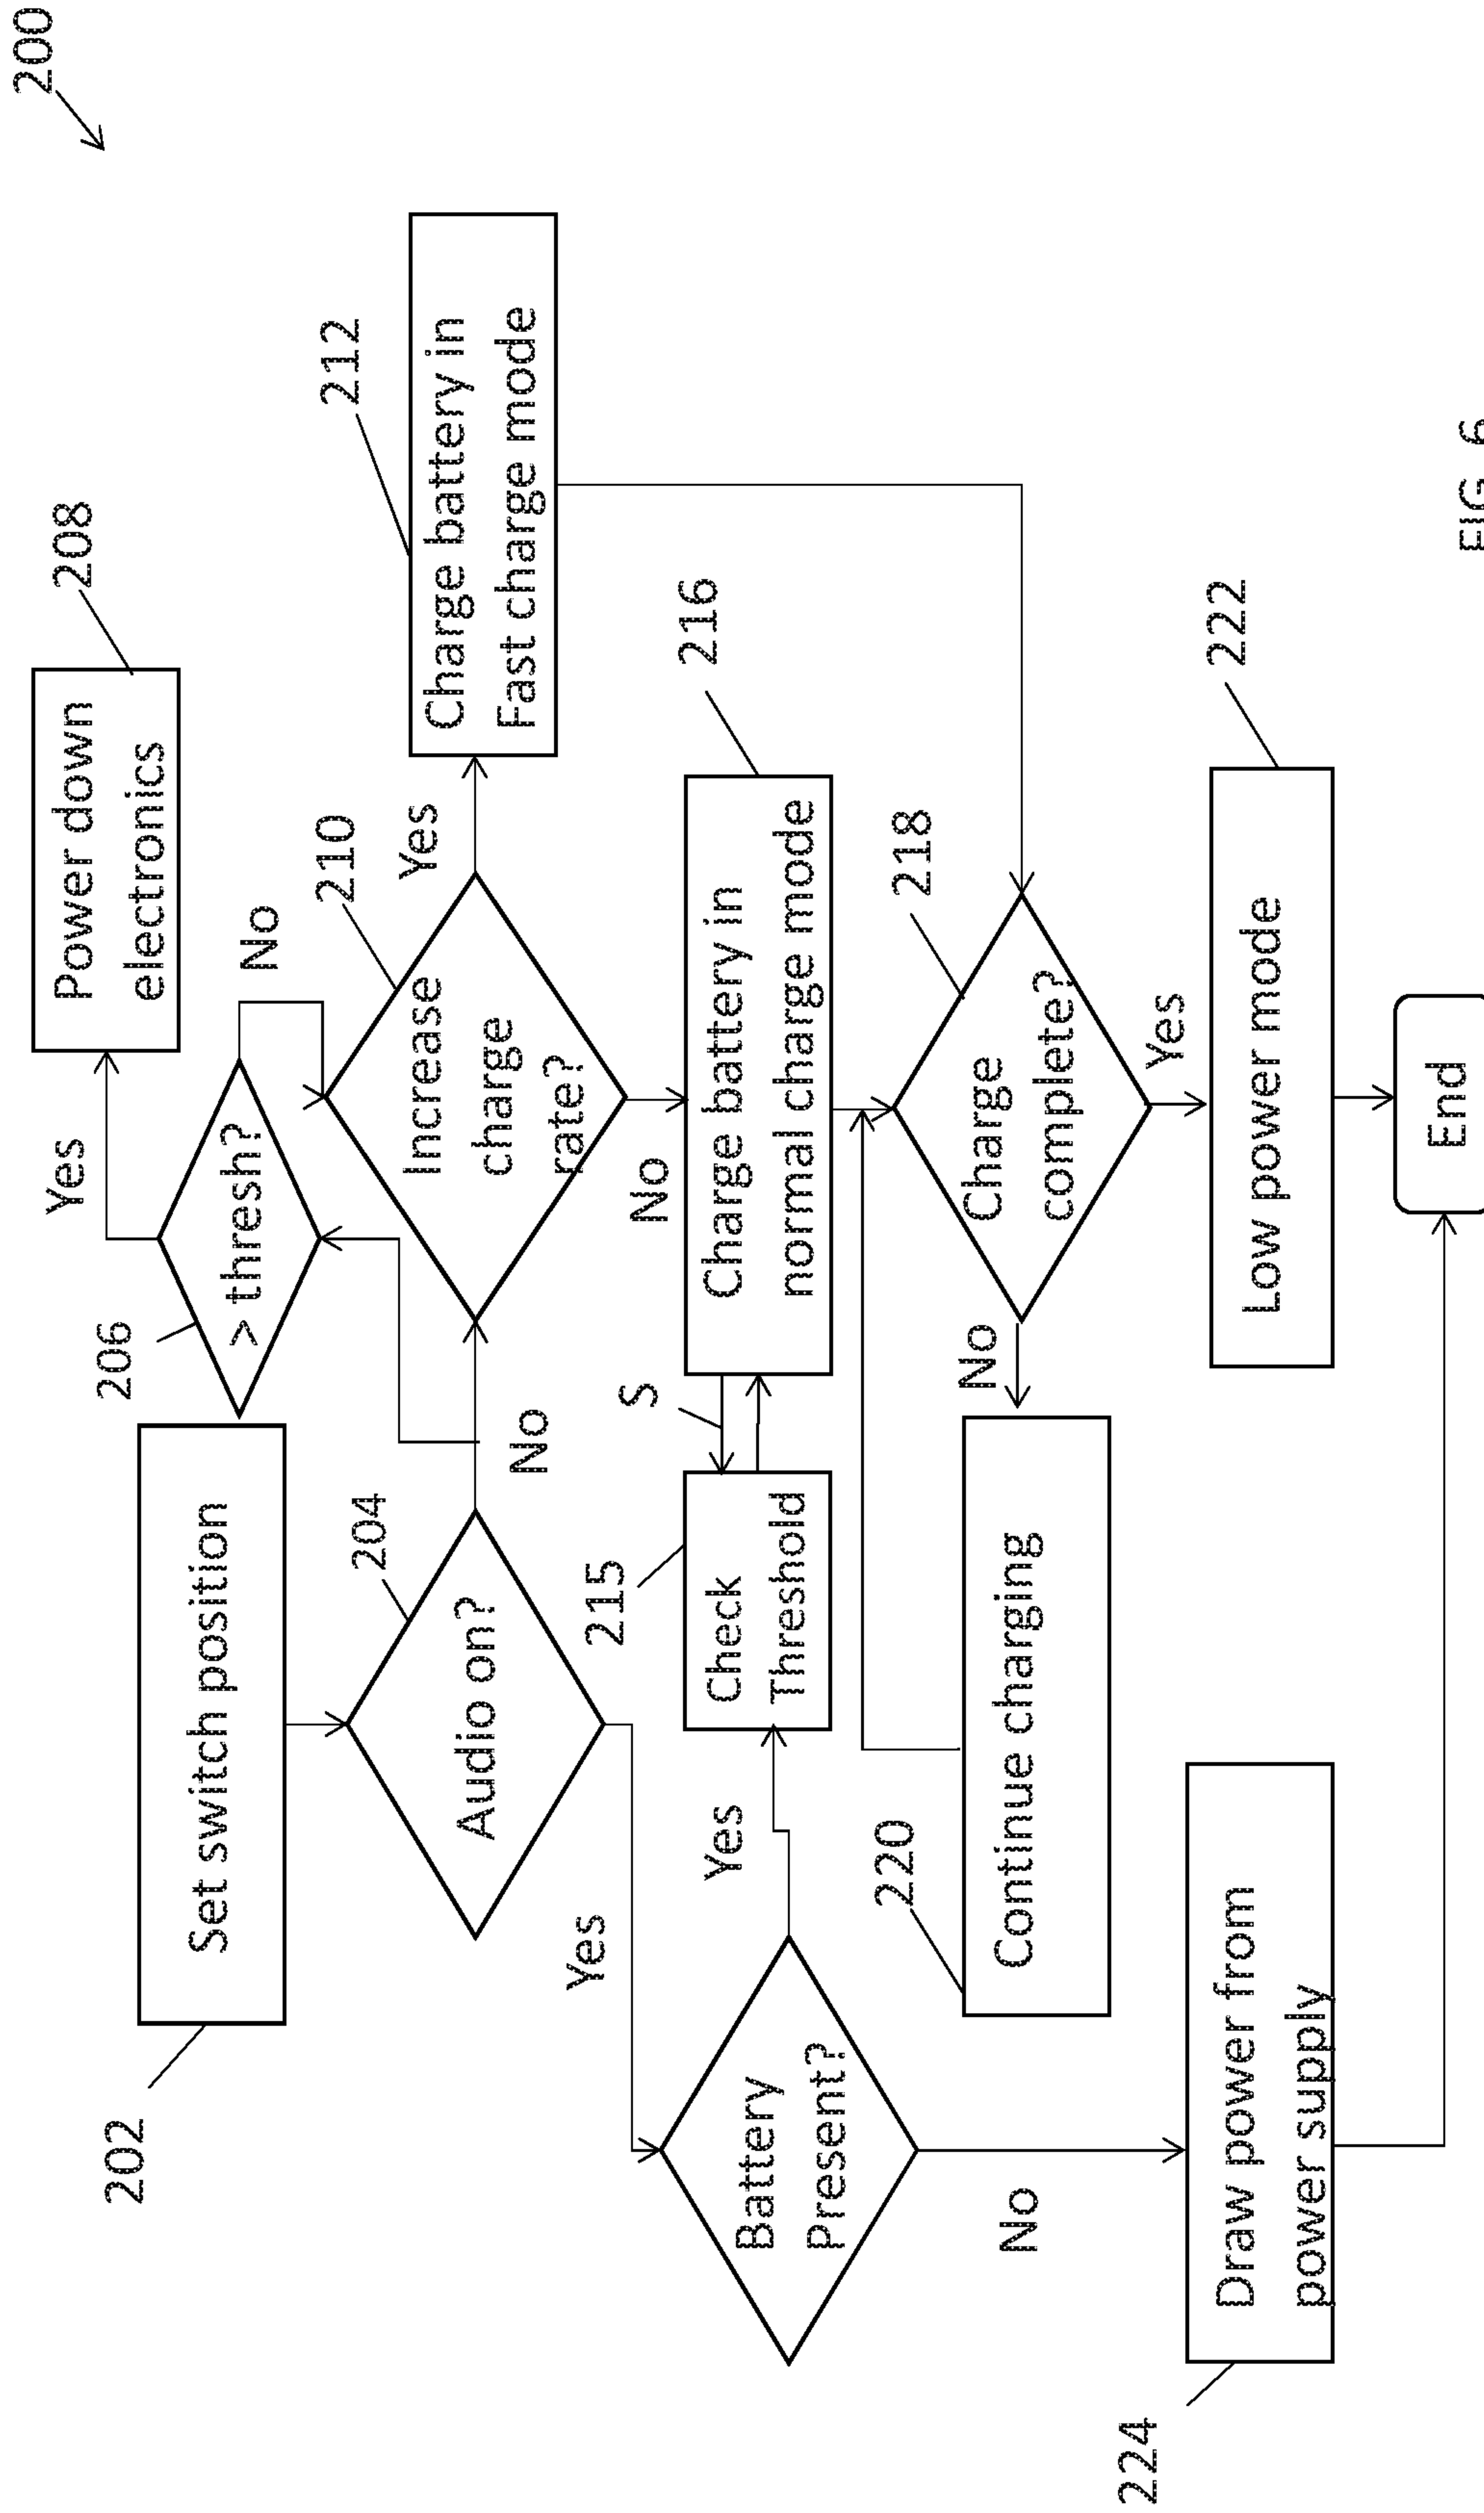 200
Power down
electronics
208
Yes
No
206
> thresh?
Set switch position
202
204
Audio on?
No
Yes
210
Increase
charge
rate?
Yes
No
212
Charge battery in
Fast charge mode
216
Charge battery in
normal charge mode
S
215
Check
Threshold
Yes
Battery
Present?
No
218
Charge
complete?
No
Yes
220
Continue charging
222
Low power mode
224
Draw power from
power supply
End
FIG 6